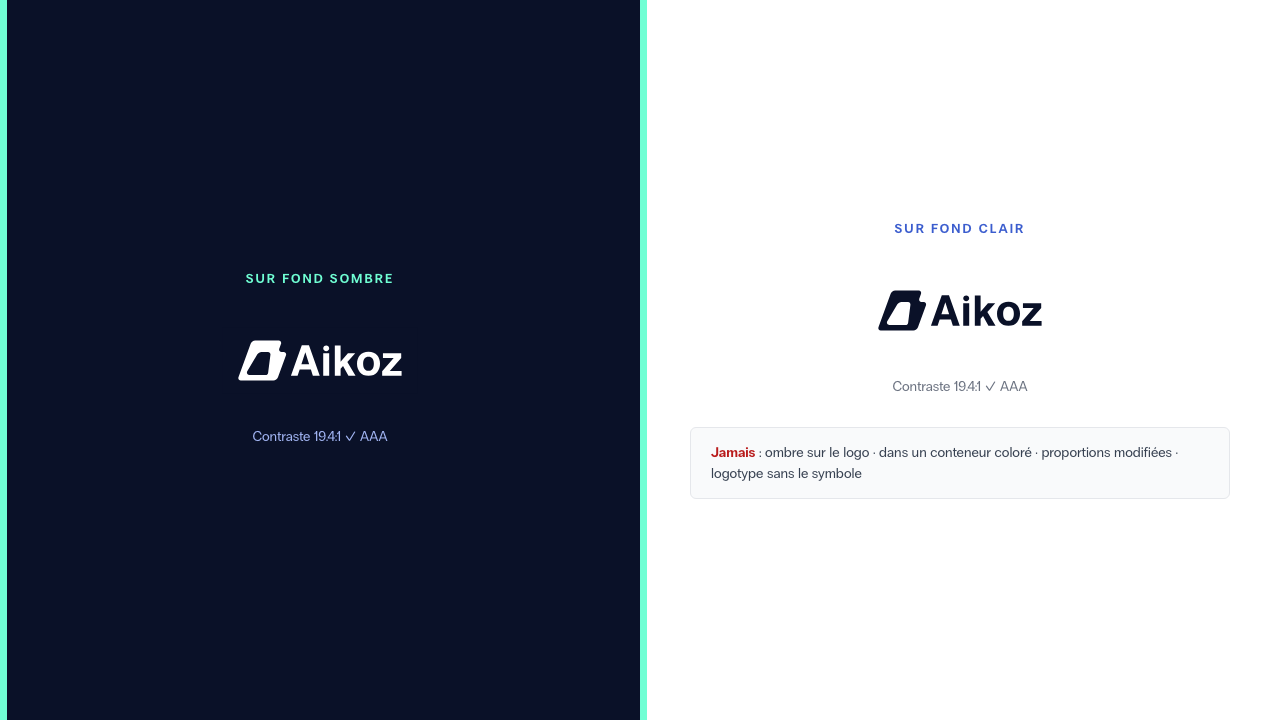 SUR FOND SOMBRE
Aikoz
Contraste 19.4:1 ✓ AAA
SUR FOND CLAIR
Aikoz
Contraste 19.4:1 ✓ AAA
Jamais : ombre sur le logo · dans un conteneur coloré · proportions modifiées ·
logotype sans le symbole